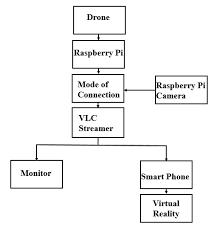 Drone
Raspberry Pi
Mode of
Connection
Raspberry Pi
Camera
VLC
Streamer
Monitor
Smart Phone
Virtual
Reality